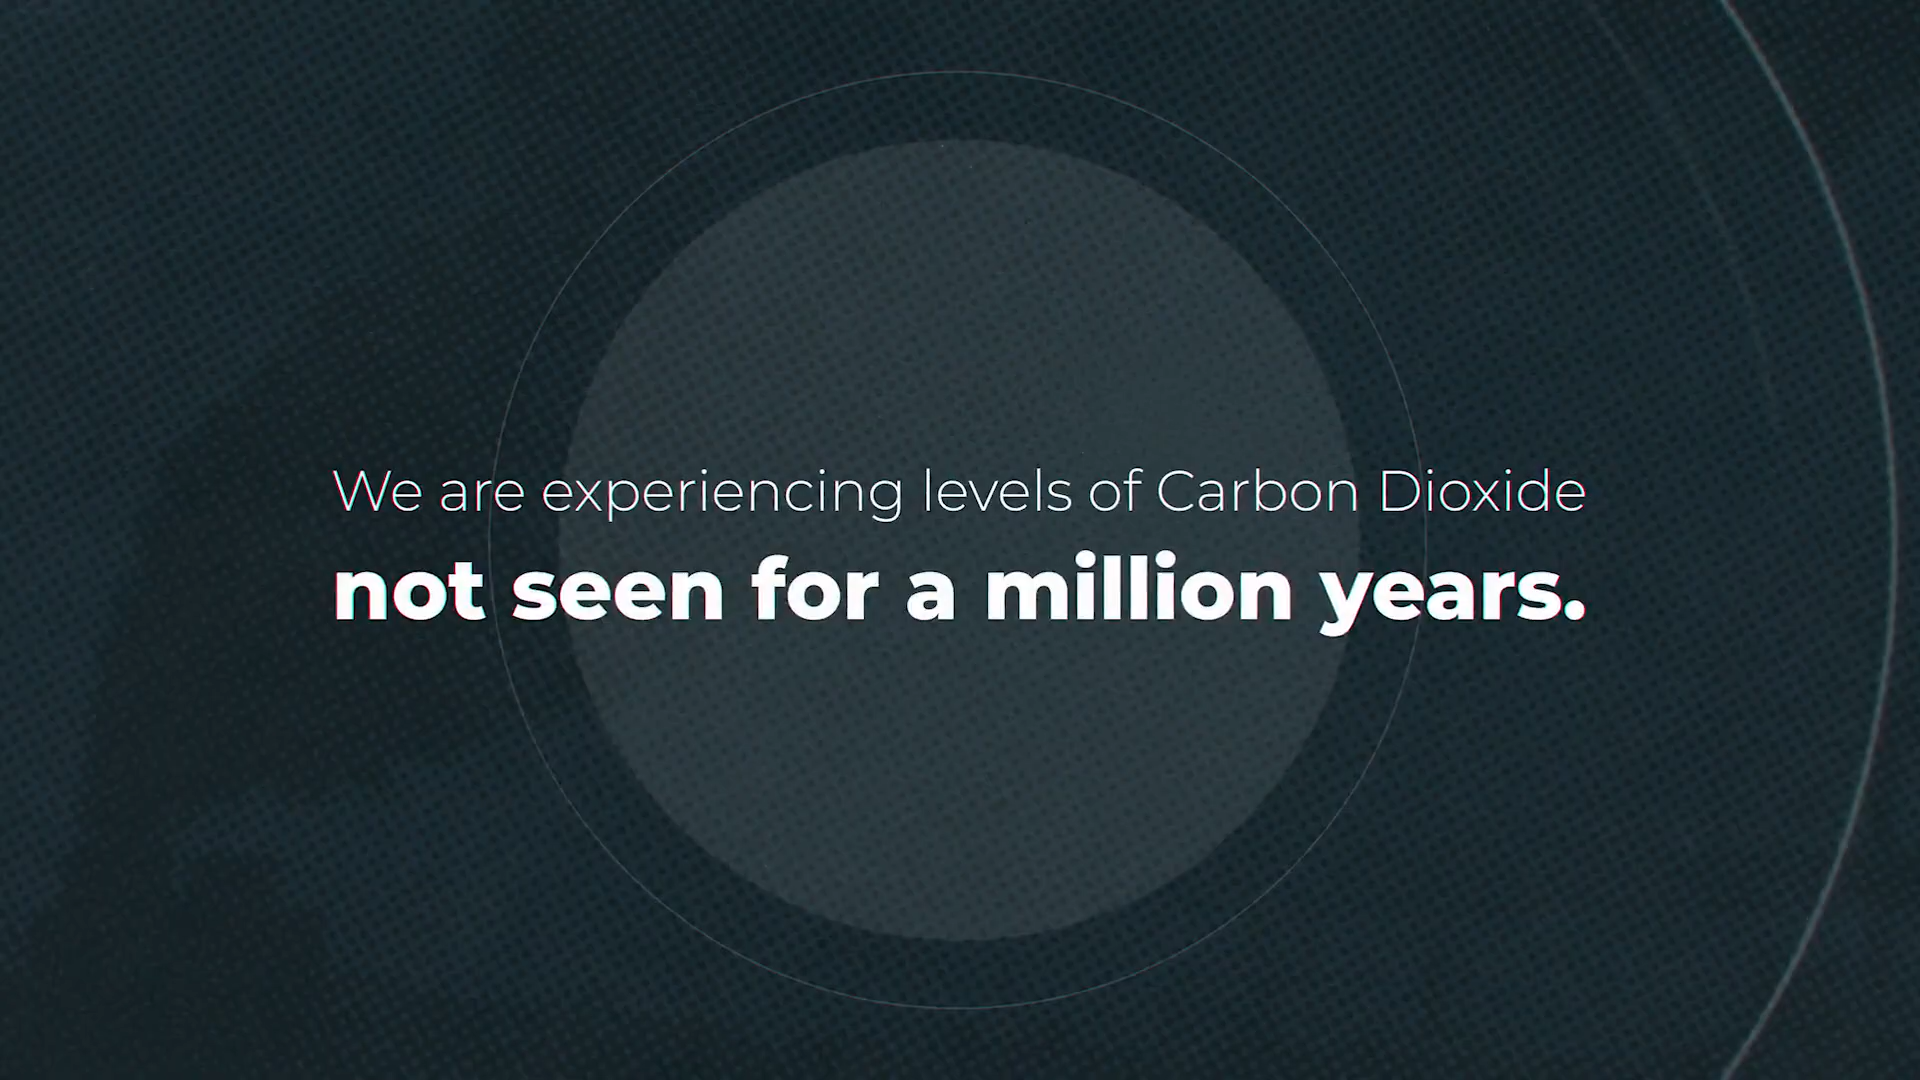 We are experiencing levels of Carbon Dioxide
not seen for a million years.